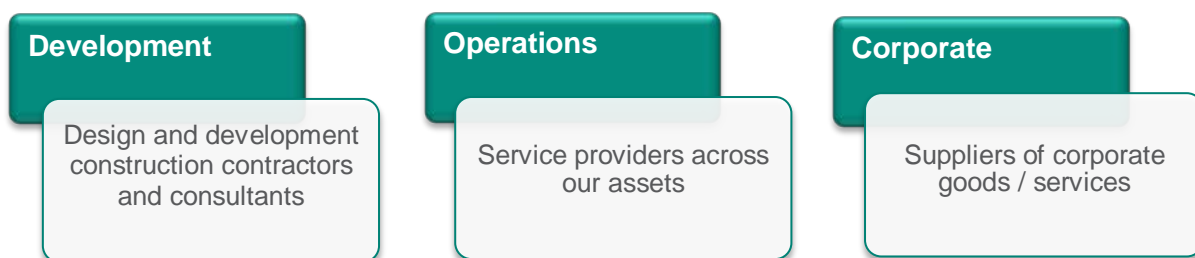 Development
Design and development
construction contractors
and consultants
Operations
Service providers across
our assets
Corporate
Suppliers of corporate
goods / services